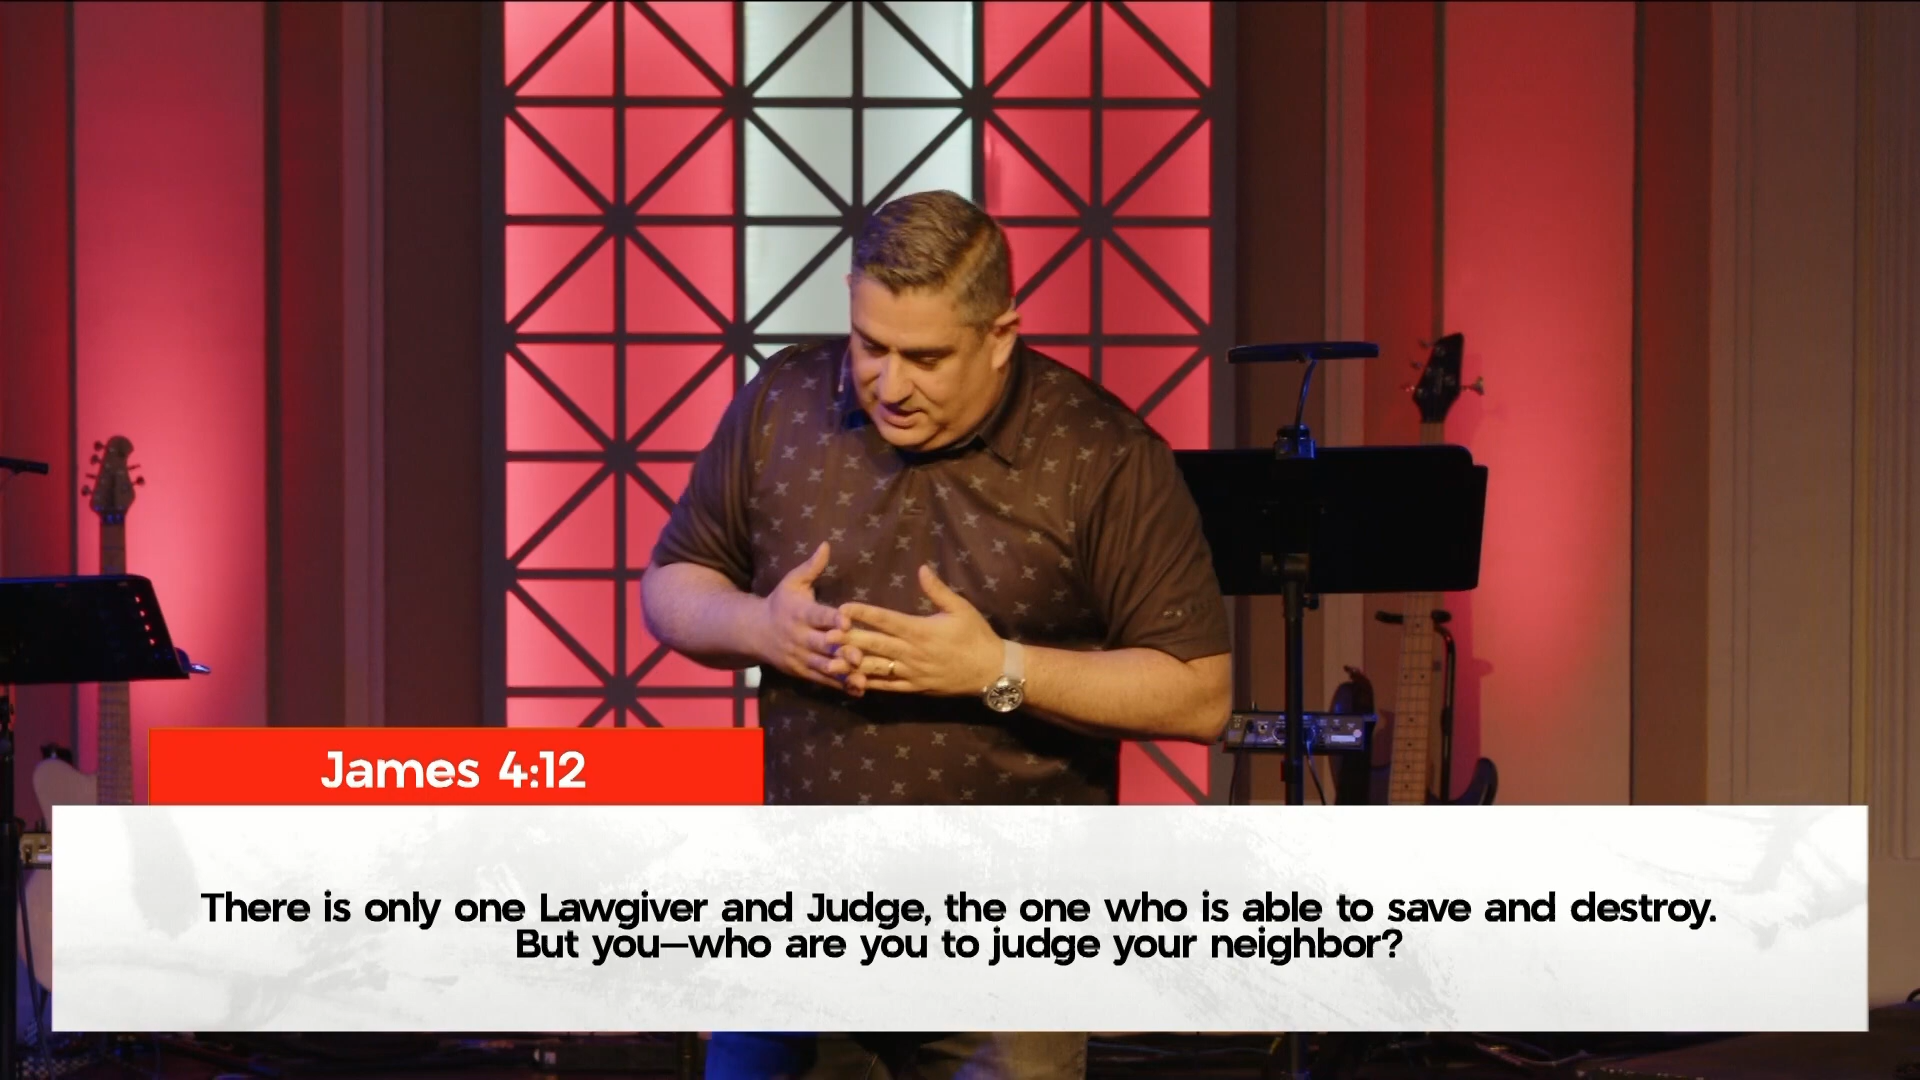 James 4:12
There is only one Lawgiver and Judge, the one who is able to save and destroy.
But you—who are you to judge your neighbor?